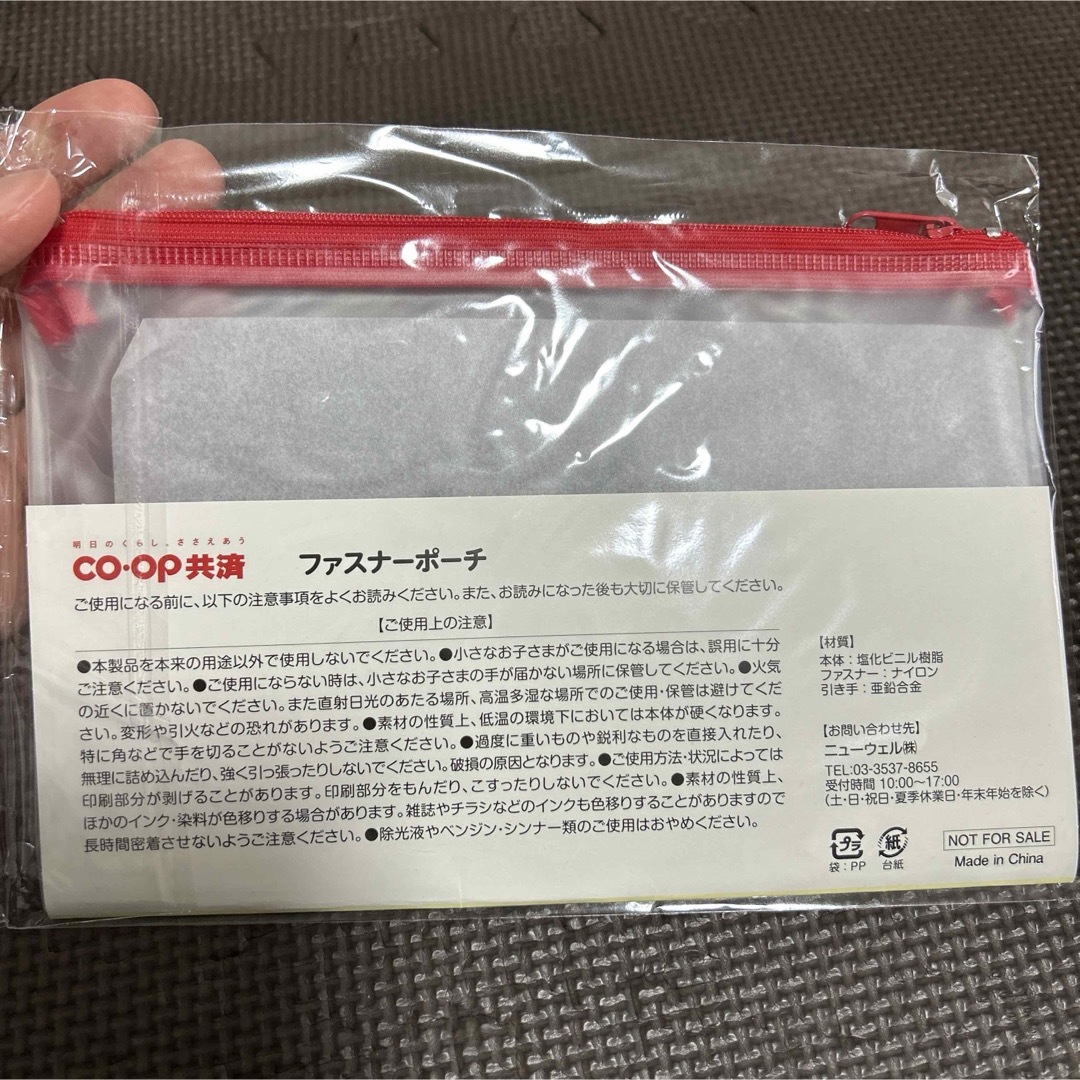 明日のくらし、ささえあう
CO・OP共済 ファスナーポーチ
ご使用になる前に、以下の注意事項をよくお読みください。また、お読みになった後も大切に保管してください。
【ご使用上の注意】
●本製品を本来の用途以外で使用しないでください。●小さなお子さまがご使用になる場合は、誤用に十分
ご注意ください。●ご使用にならない時は、小さなお子さまの手が届かない場所に保管してください。●火気
の近くに置かないでください。また直射日光のあたる場所、高温多湿な場所でのご使用・保管は避けてくだ
さい。変形や引火などの恐れがあります。●素材の性質上、低温の環境下においては本体が硬くなります。
特に角などで手を切ることがないようご注意ください。●過度に重いものや鋭利なものを直接入れたり、
無理に詰め込んだり、強く引っ張ったりしないでください。破損の原因となります。●ご使用方法・状況によっては
印刷部分が剥げることがあります。印刷部分をもんだり、こすったりしないでください。●素材の性質上、
ほかのインク・染料が色移りする場合があります。雑誌やチラシなどのインクも色移りすることがありますので
長時間密着させないようご注意ください。●除光液やベンジン・シンナー類のご使用はおやめください。
【材質】
本体：塩化ビニル樹脂
ファスナー：ナイロン
引き手：亜鉛合金
【お問い合わせ先】
ニューウェル㈱
TEL:03-3537-8655
受付時間 10:00〜17:00
（土・日・祝日・夏季休業日・年末年始を除く）
プラ 紙
袋：PP 台紙
NOT FOR SALE
Made in China